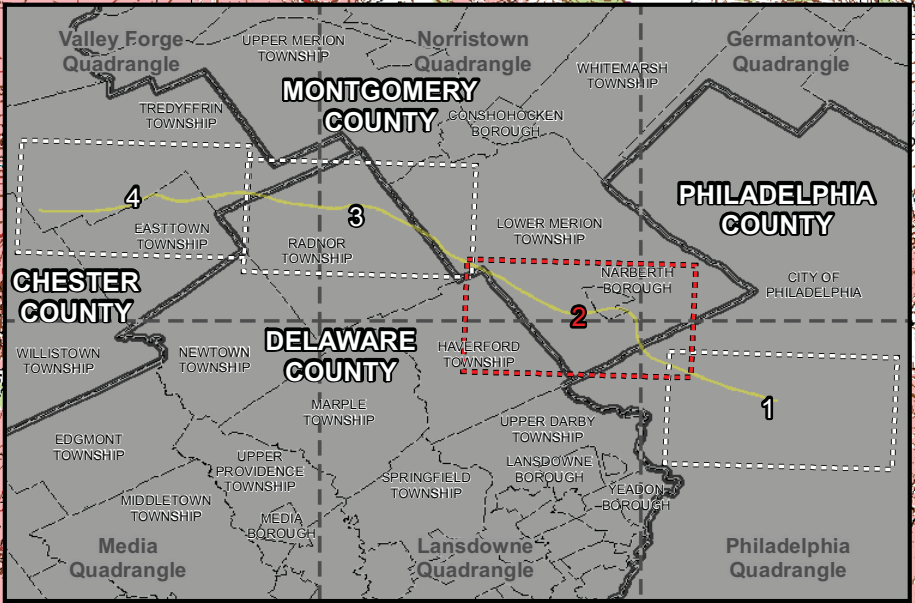 Valley Forge
Quadrangle
UPPER MERION
TOWNSHIP
Norristown
Quadrangle
Germantown
Quadrangle
WHITEMARSH
TOWNSHIP
MONTGOMERY
COUNTY
TREDYFFRIN
TOWNSHIP
CONSHOHOCKEN
BOROUGH
PHILADELPHIA
COUNTY
4
3
EASTTOWN
TOWNSHIP
RADNOR
TOWNSHIP
LOWER MERION
TOWNSHIP
CHESTER
COUNTY
NARBERTH
BOROUGH
CITY OF
PHILADELPHIA
2
DELAWARE
COUNTY
WILLISTOWN
TOWNSHIP
NEWTOWN
TOWNSHIP
HAVERFORD
TOWNSHIP
1
MARPLE
TOWNSHIP
UPPER DARBY
TOWNSHIP
EDGMONT
TOWNSHIP
UPPER
PROVIDENCE
TOWNSHIP
SPRINGFIELD
TOWNSHIP
LANSDOWNE
BOROUGH
YEADON
BOROUGH
MIDDLETOWN
TOWNSHIP
MEDIA
BOROUGH
Media
Quadrangle
Lansdowne
Quadrangle
Philadelphia
Quadrangle